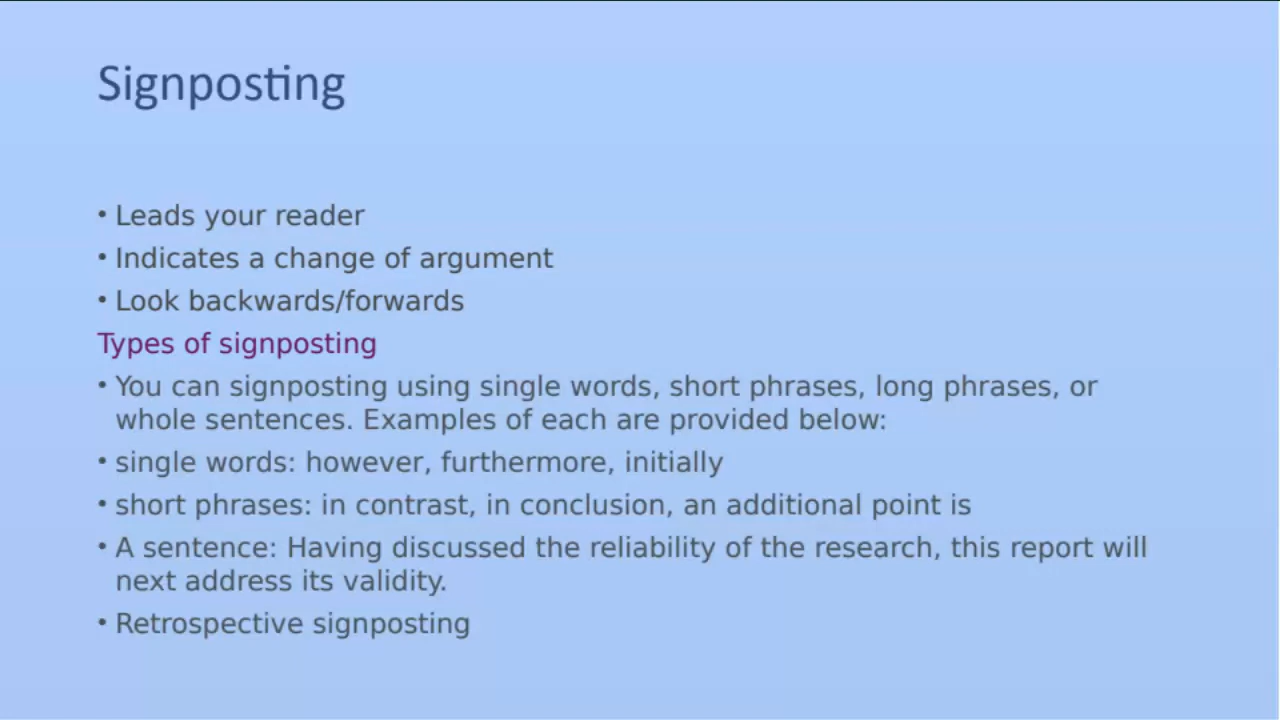 Signposting
• Leads your reader
• Indicates a change of argument
• Look backwards/forwards
Types of signposting
• You can signposting using single words, short phrases, long phrases, or
whole sentences. Examples of each are provided below:
• single words: however, furthermore, initially
• short phrases: in contrast, in conclusion, an additional point is
• A sentence: Having discussed the reliability of the research, this report will
next address its validity.
• Retrospective signposting